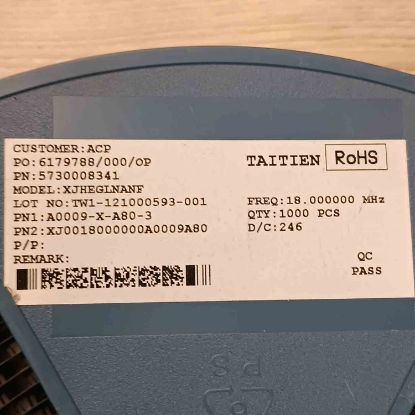 CUSTOMER:ACP
PO:6179788/000/OP
TAITIEN RoHS
PN:5730008341
MODEL:XJHEGLNANF
LOT NO:TW1-121000593-001
FREQ:18.000000 MHz
PN1:A0009-X-A80-3
QTY:1000 PCS
PN2:XJ0018000000A0009A80
D/C:246
P/P:
REMARK:
QC
PASS
PS